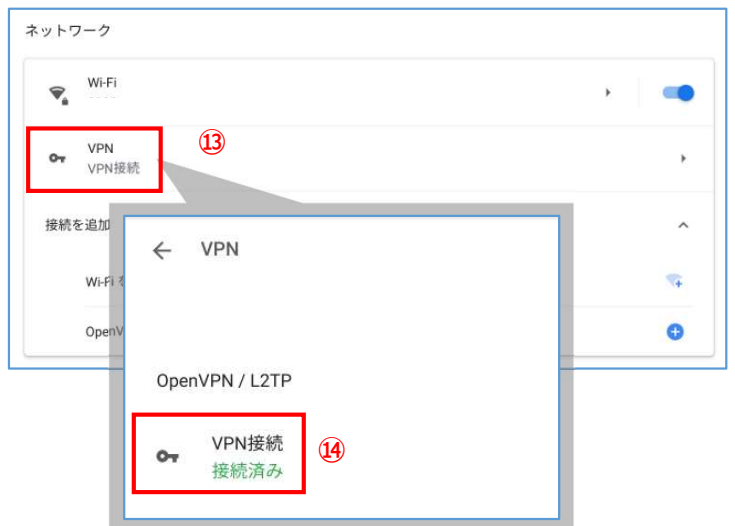 ネットワーク
Wi-Fi
VPN
VPN接続
⑬
接続を追加
Wi-Fi
OpenV
← VPN
OpenVPN / L2TP
VPN接続
接続済み
⑭